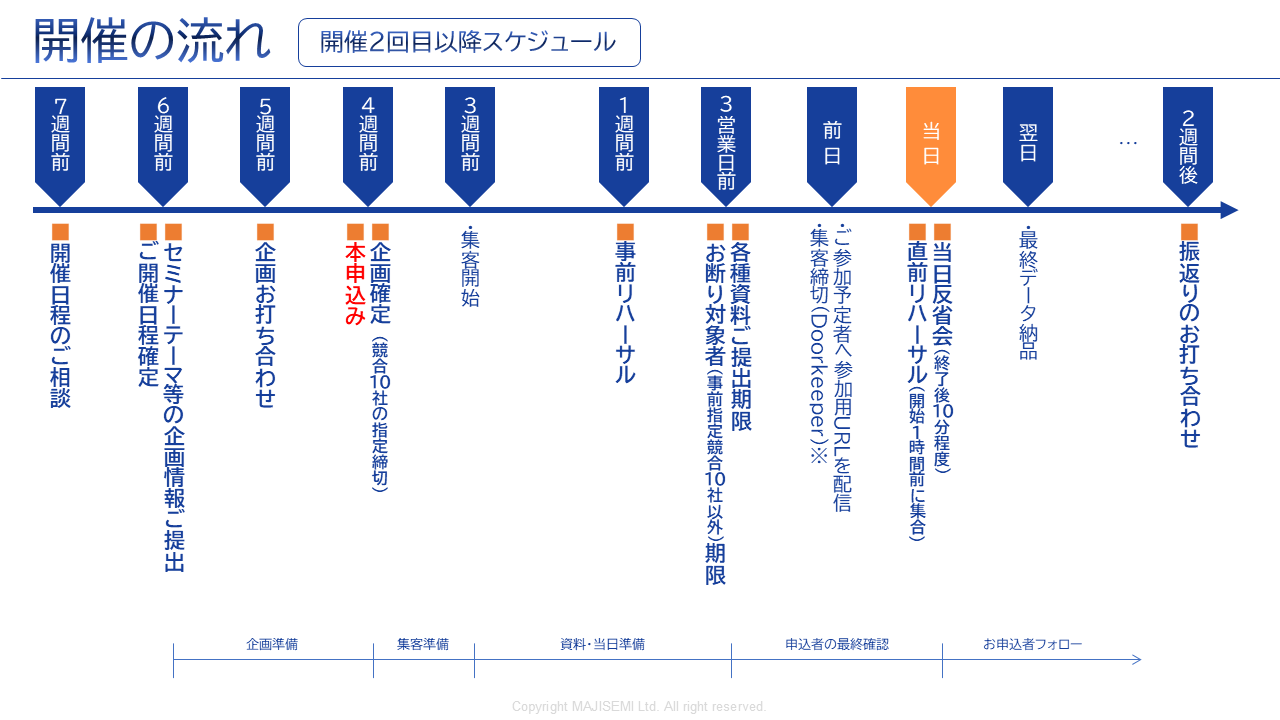 開催の流れ
開催2回目以降スケジュール
7週間前
6週間前
5週間前
4週間前
3週間前
1週間前
3営業日前
前日
当日
翌日
…
2週間後
■開催日程のご相談
■セミナーテーマ等の企画情報ご提出
■ご開催日程確定
■企画お打ち合わせ
■企画確定（競合10社の指定締切）
■本申込み
・集客開始
■事前リハーサル
■各種資料ご提出期限
■お断り対象者（事前指定競合10社以外）期限
・ご参加予定者へ参加用URLを配信
・集客締切（Doorkeeper）※
■当日反省会（終了後10分程度）
■直前リハーサル（開始1時間前に集合）
・最終データ納品
■振返りのお打ち合わせ
企画準備
集客準備
資料・当日準備
申込者の最終確認
お申込者フォロー
Copyright MAJISEMI Ltd. All right reserved.